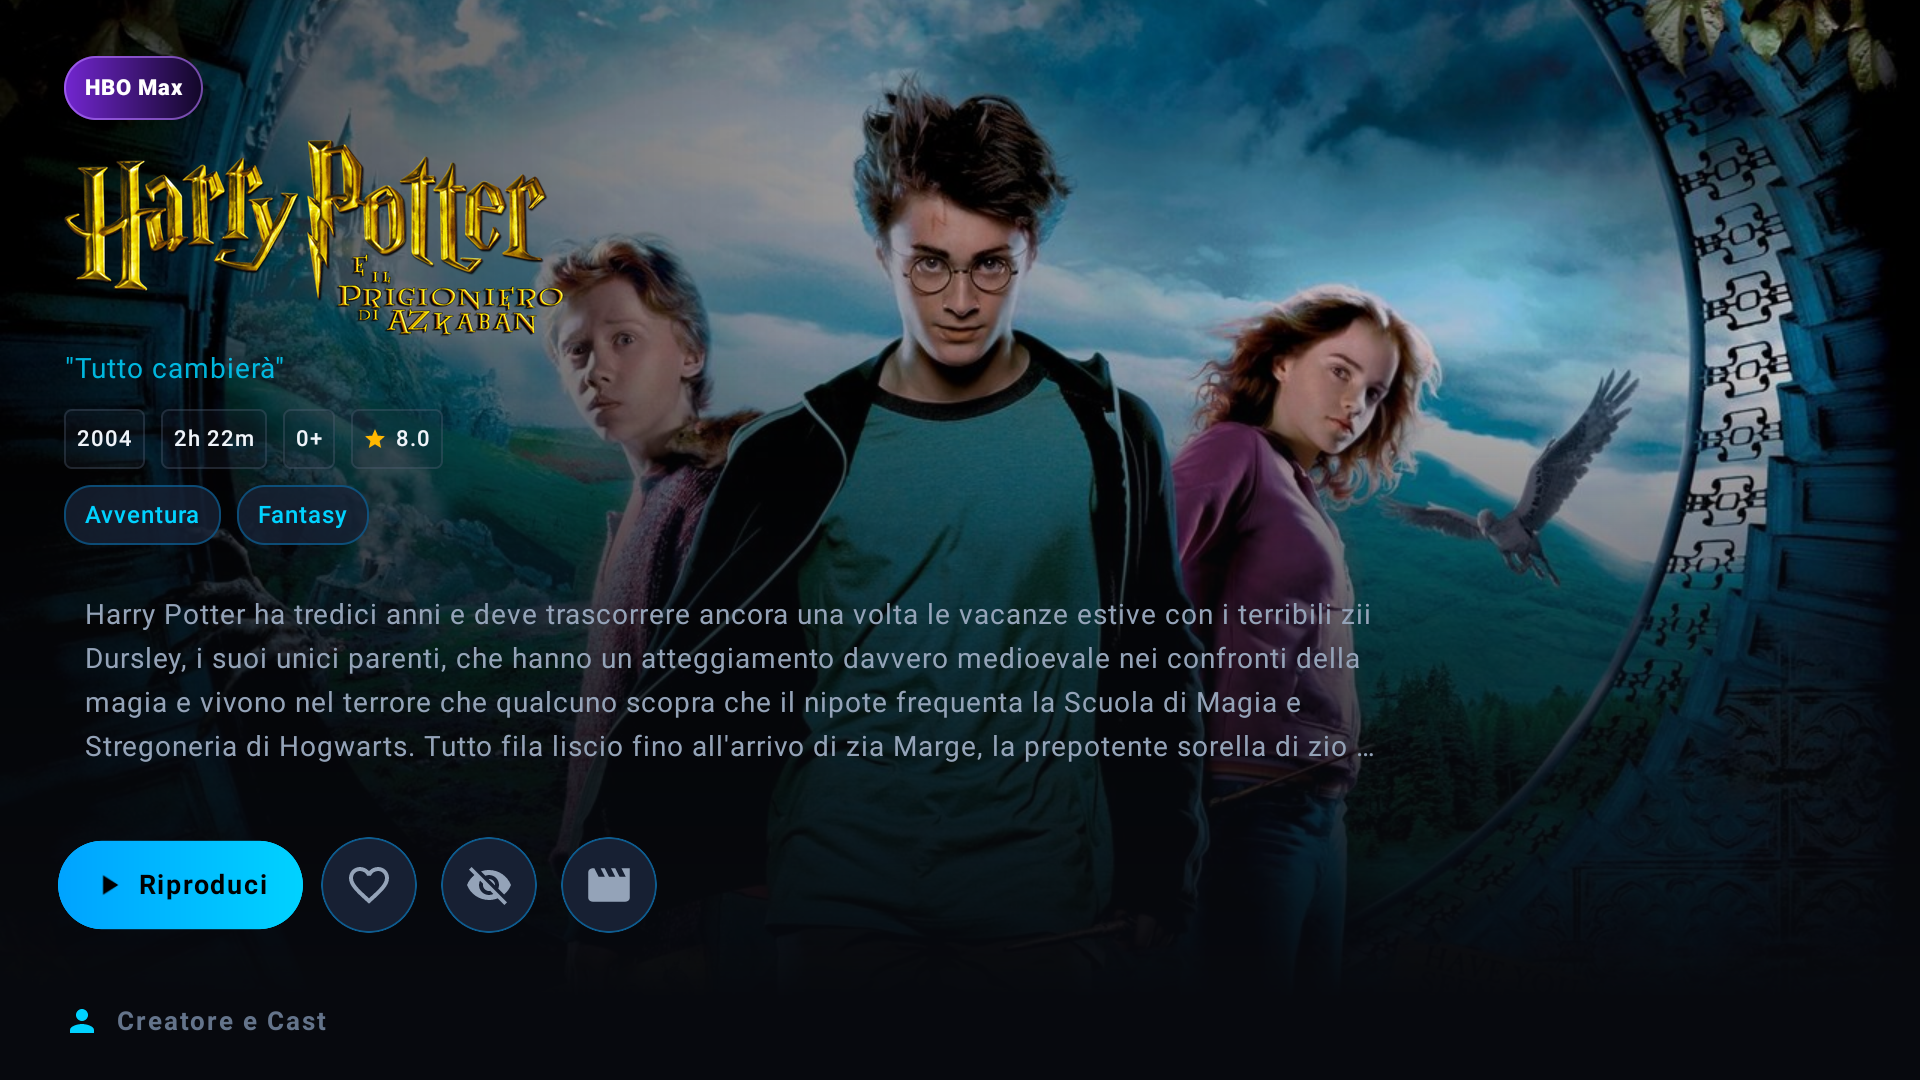 HBO Max
Harry Potter
E IL
PRIGIONIERO
DI AZKABAN
"Tutto cambierà"
2004 2h 22m 0+ 8.0
Avventura Fantasy
Harry Potter ha tredici anni e deve trascorrere ancora una volta le vacanze estive con i terribili zii
Dursley, i suoi unici parenti, che hanno un atteggiamento davvero medioevale nei confronti della
magia e vivono nel terrore che qualcuno scopra che il nipote frequenta la Scuola di Magia e
Stregoneria di Hogwarts. Tutto fila liscio fino all'arrivo di zia Marge, la prepotente sorella di zio …
Riproduci
Creatore e Cast